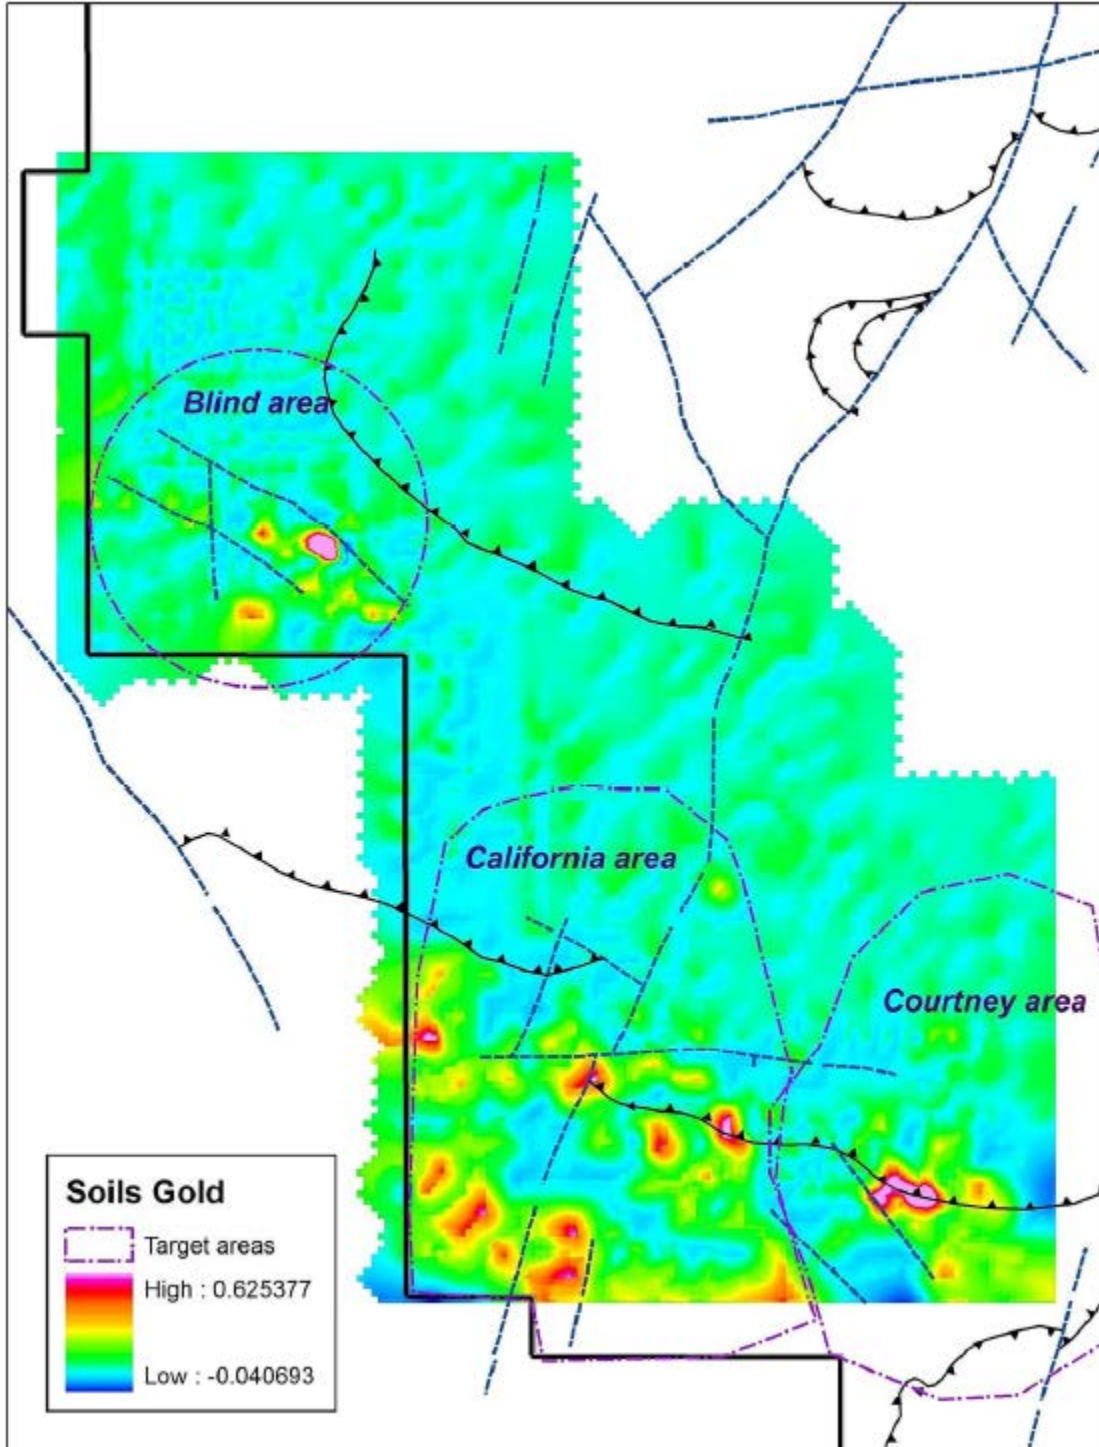 Blind area
California area
Courtney area
Soils Gold
Target areas
High : 0.625377
Low : -0.040693